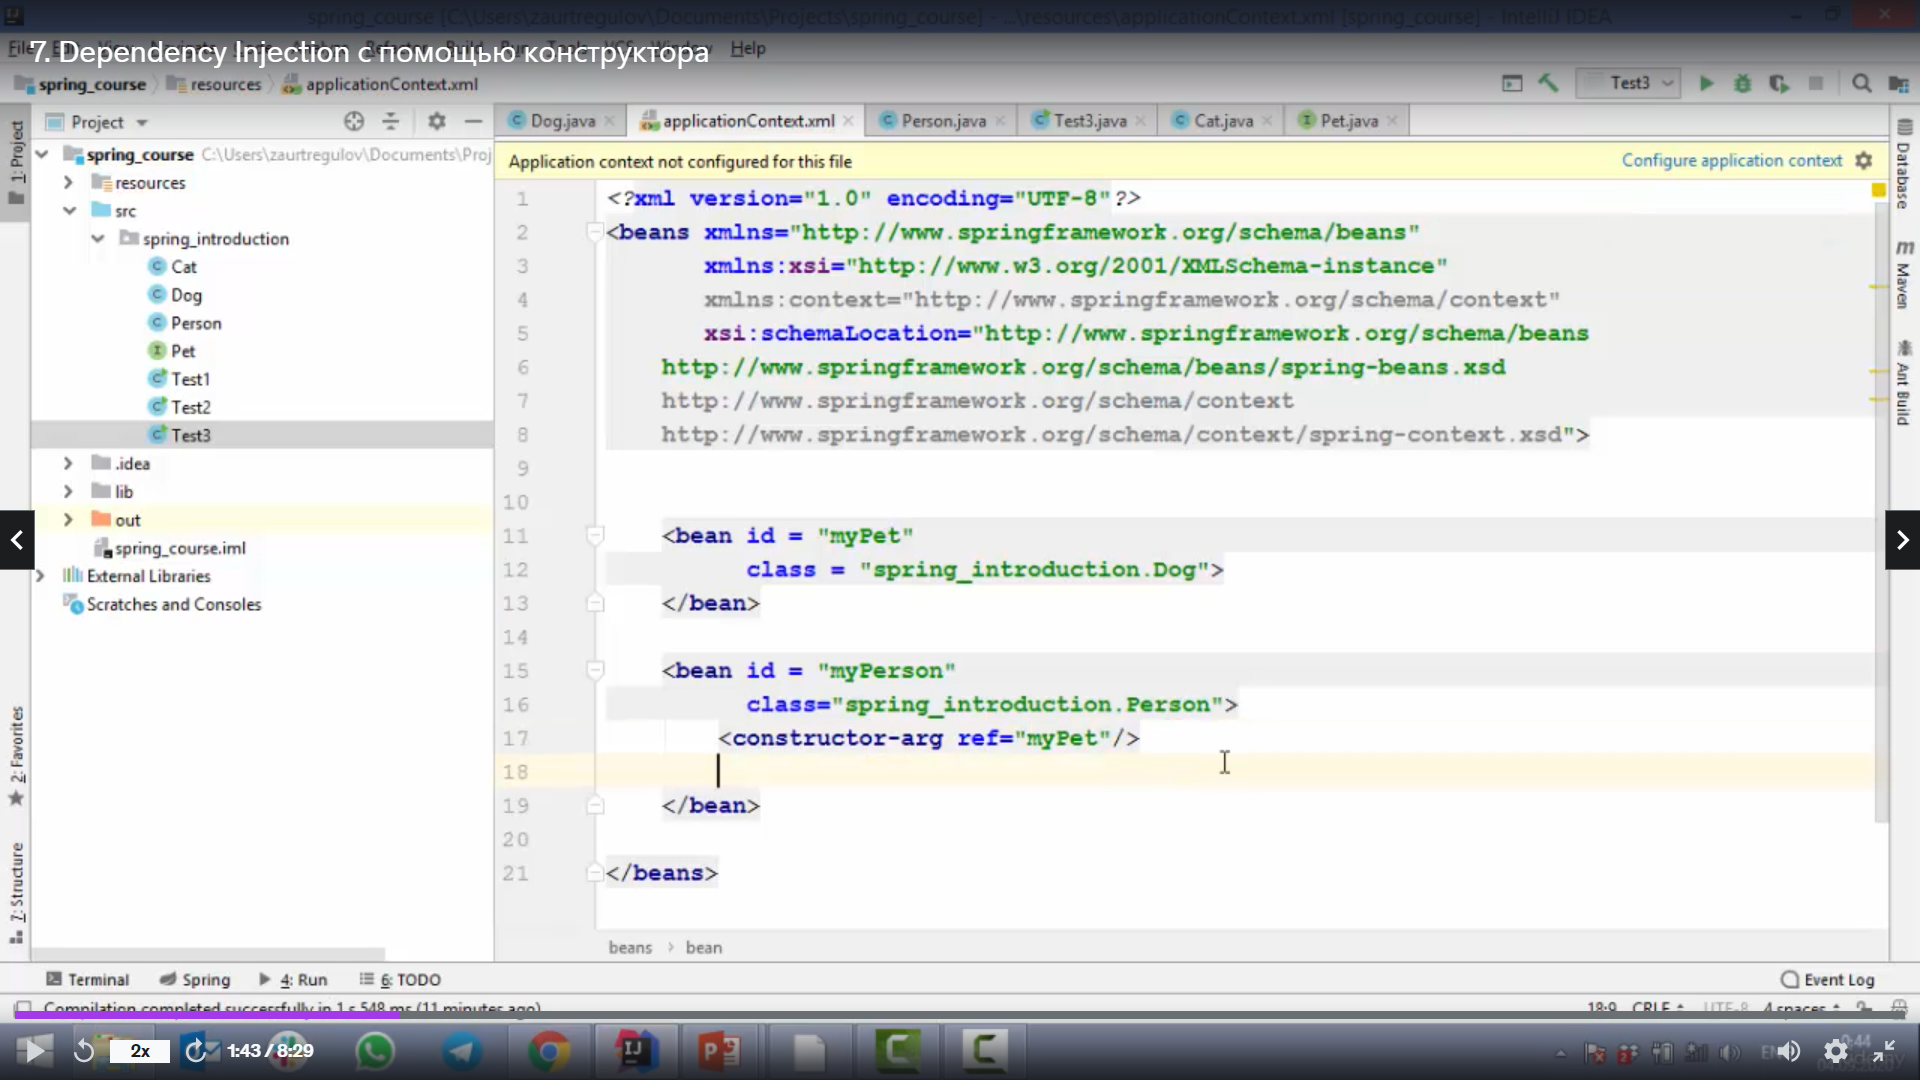 spring_course [C:\Users\zaurtregulov\Documents\Projects\spring_course] - ...\resources\applicationContext.xml [spring_course] - IntelliJ IDEA
File Help
7. Dependency Injection с помощью конструктора
spring_course resources applicationContext.xml Test3
Project
Dog.java applicationContext.xml Person.java Test3.java Cat.java Pet.java
spring_course C:\Users\zaurtregulov\Documents\Proj
resources
src
spring_introduction
Cat
Dog
Person
Pet
Test1
Test2
Test3
.idea
lib
out
spring_course.iml
External Libraries
Scratches and Consoles
1: Project
2: Favorites
7: Structure
Application context not configured for this file Configure application context
1 <?xml version="1.0" encoding="UTF-8"?>
2 <beans xmlns="http://www.springframework.org/schema/beans"
3 xmlns:xsi="http://www.w3.org/2001/XMLSchema-instance"
4 xmlns:context="http://www.springframework.org/schema/context"
5 xsi:schemaLocation="http://www.springframework.org/schema/beans
6 http://www.springframework.org/schema/beans/spring-beans.xsd
7 http://www.springframework.org/schema/context
8 http://www.springframework.org/schema/context/spring-context.xsd">
9
10
11 <bean id = "myPet"
12 class = "spring_introduction.Dog">
13 </bean>
14
15 <bean id = "myPerson"
16 class="spring_introduction.Person">
17 <constructor-arg ref="myPet"/>
18
19 </bean>
20
21 </beans>
beans › bean
Database
Maven
Ant Build
Terminal Spring 4: Run 6: TODO Event Log
Compilation completed successfully in 1 s 548 ms (11 minutes ago) 18:9 CRLF UTF-8 4 spaces
2x 1:43 / 8:29